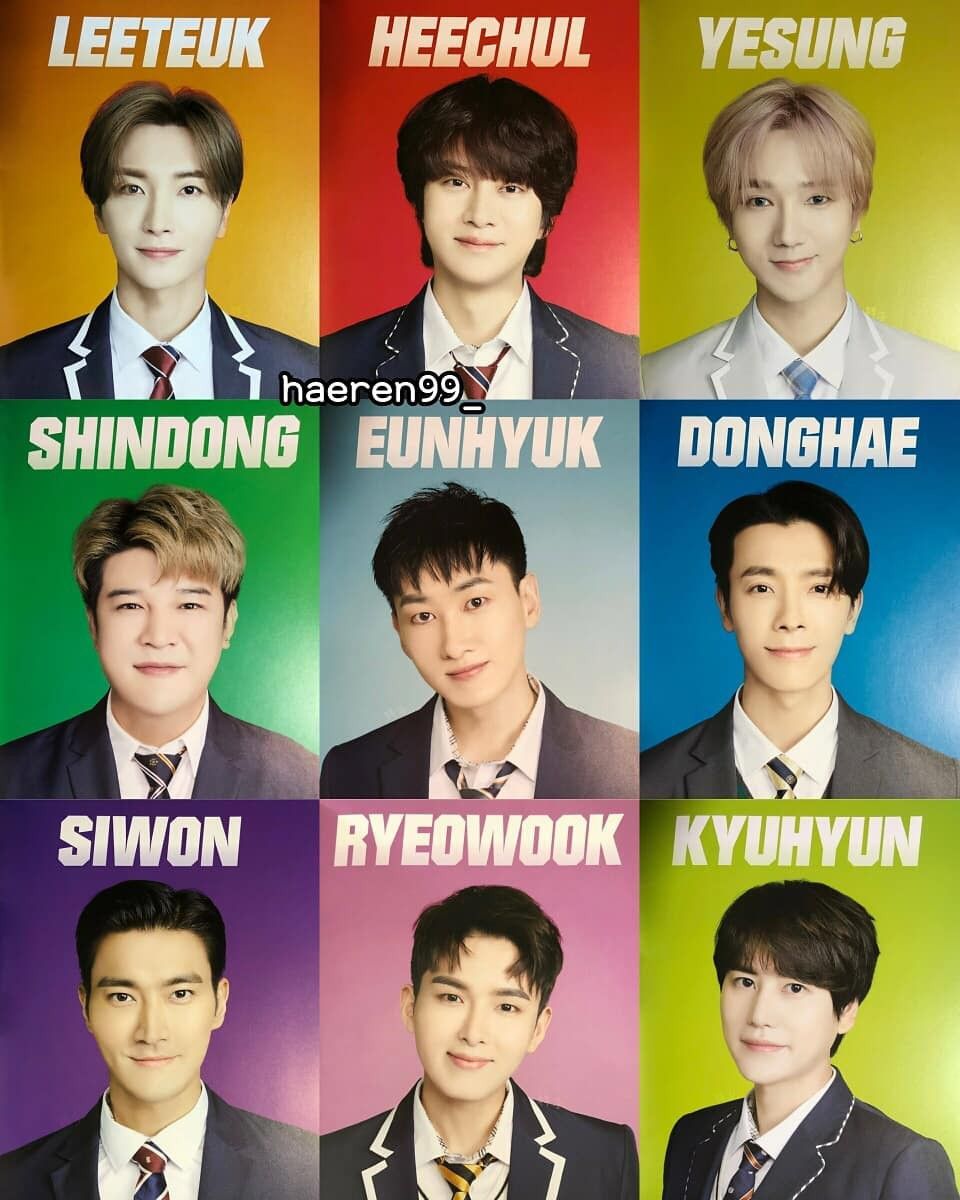 LEETEUK
HEECHUL
YESUNG
haeren99_
SHINDONG
EUNHYUK
DONGHAE
SIWON
RYEOWOOK
KYUHYUN